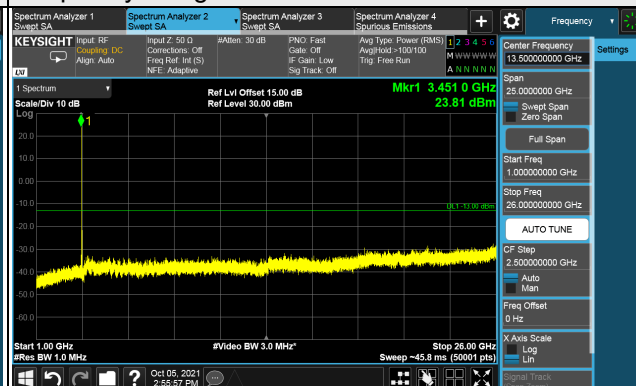 Spectrum Analyzer 1
Swept SA
Spectrum Analyzer 2
Swept SA
Spectrum Analyzer 3
Swept SA
Spectrum Analyzer 4
Spurious Emissions
Frequency
KEYSIGHT
Input: RF
Coupling: DC
Align: Auto
Input Z: 50 Ω
Corrections: Off
Freq Ref: Int (S)
NFE: Adaptive
#Atten: 30 dB
PNO: Fast
Gate: Off
IF Gain: Low
Sig Track: Off
Avg Type: Power (RMS)
Avg|Hold:>100/100
Trig: Free Run
1 2 3 4 5 6
M W W W W W
A N N N N N
LXI
1 Spectrum
Scale/Div 10 dB
Log
Ref Lvl Offset 15.00 dB
Ref Level 30.00 dBm
Mkr1 3.451 0 GHz
23.81 dBm
1
20.0
10.0
0.00
-10.0
-20.0
-30.0
-40.0
-50.0
-60.0
DL1 -13.00 dBm
Start 1.00 GHz
#Res BW 1.0 MHz
#Video BW 3.0 MHz*
Stop 26.00 GHz
Sweep ~45.8 ms (50001 pts)
Oct 05, 2021
2:55:57 PM
Center Frequency
13.500000000 GHz
Settings
Span
25.0000000 GHz
Swept Span
Zero Span
Full Span
Start Freq
1.000000000 GHz
Stop Freq
26.000000000 GHz
AUTO TUNE
CF Step
2.500000000 GHz
Auto
Man
Freq Offset
0 Hz
X Axis Scale
Log
Lin
Signal Track